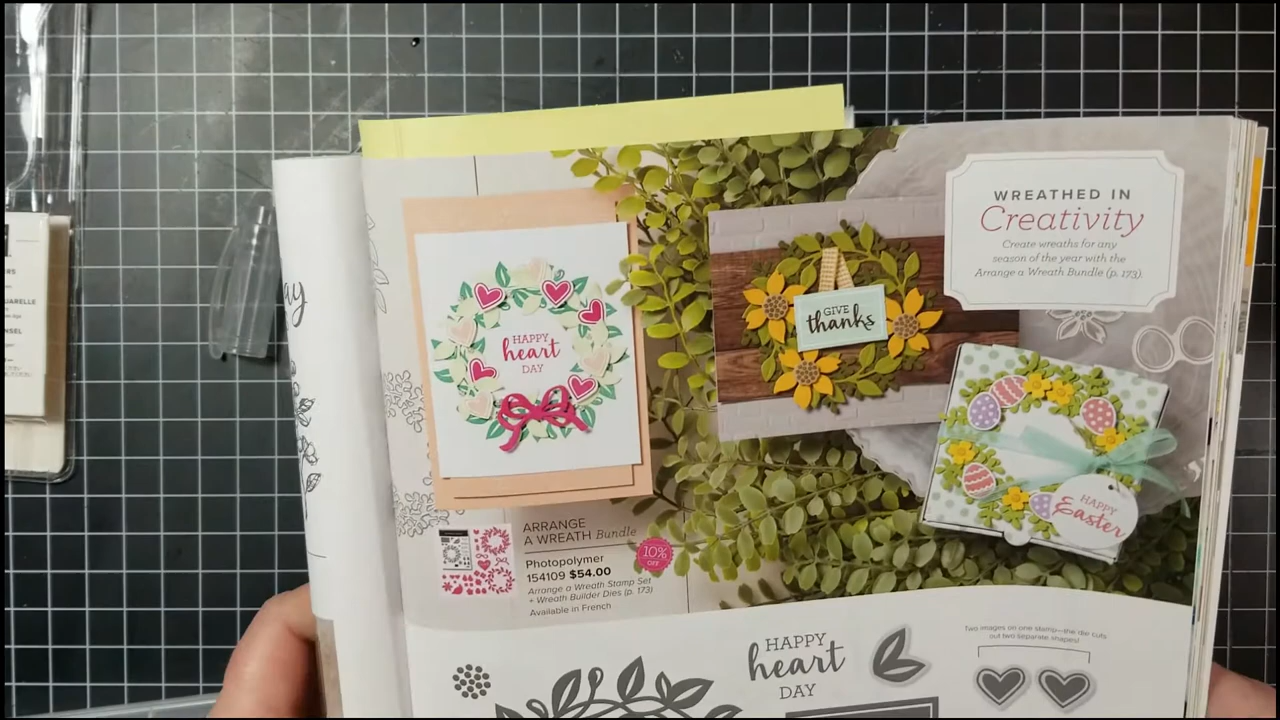 WREATHED IN
Creativity
Create wreaths for any
season of the year with the
Arrange a Wreath Bundle (p. 173).
HAPPY
heart
DAY
GIVE
thanks
HAPPY
Easter
ay
ARRANGE
A WREATH Bundle
10%
OFF
Photopolymer
154109 $54.00
Arrange a Wreath Stamp Set
+ Wreath Builder Dies (p. 173)
Available in French
HAPPY
heart
DAY
Two images on one stamp—the die cuts
out two separate shapes!